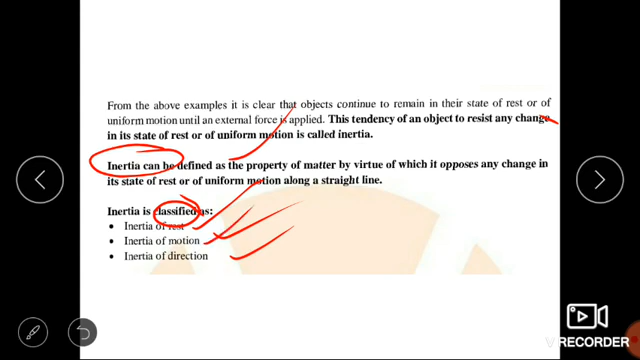 From the above examples it is clear that objects continue to remain in their state of rest or of
uniform motion until an external force is applied. This tendency of an object to resist any change
in its state of rest or of uniform motion is called inertia.
Inertia can be defined as the property of matter by virtue of which it opposes any change in
its state of rest or of uniform motion along a straight line.
Inertia is classified as:
• Inertia of rest
• Inertia of motion
• Inertia of direction
V RECORDER